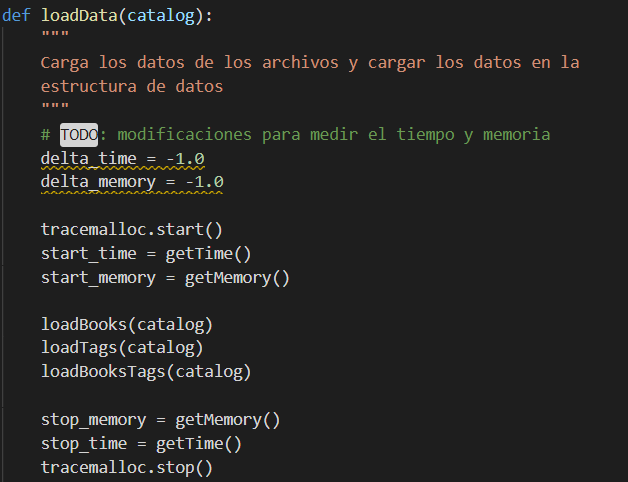 def loadData(catalog):
"""
Carga los datos de los archivos y cargar los datos en la
estructura de datos
"""
# TODO: modificaciones para medir el tiempo y memoria
delta_time = -1.0
delta_memory = -1.0
tracemalloc.start()
start_time = getTime()
start_memory = getMemory()
loadBooks(catalog)
loadTags(catalog)
loadBooksTags(catalog)
stop_memory = getMemory()
stop_time = getTime()
tracemalloc.stop()